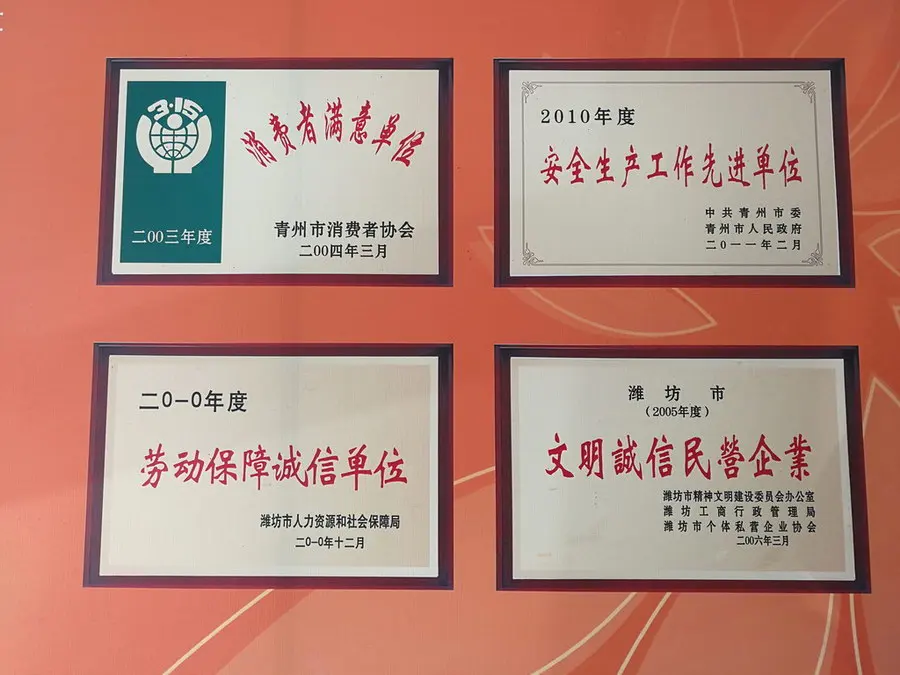 3·15
消费者满意单位
二00三年度
青州市消费者协会
二00四年三月
2010年度
安全生产工作先进单位
中共青州市委
青州市人民政府
二0一一年二月
二0一0年度
劳动保障诚信单位
潍坊市人力资源和社会保障局
二0一0年十二月
潍坊市
(2005年度)
文明誠信民營企業
潍坊市精神文明建设委员会办公室
潍坊工商行政管理局
潍坊市个体私营企业协会
二00六年三月